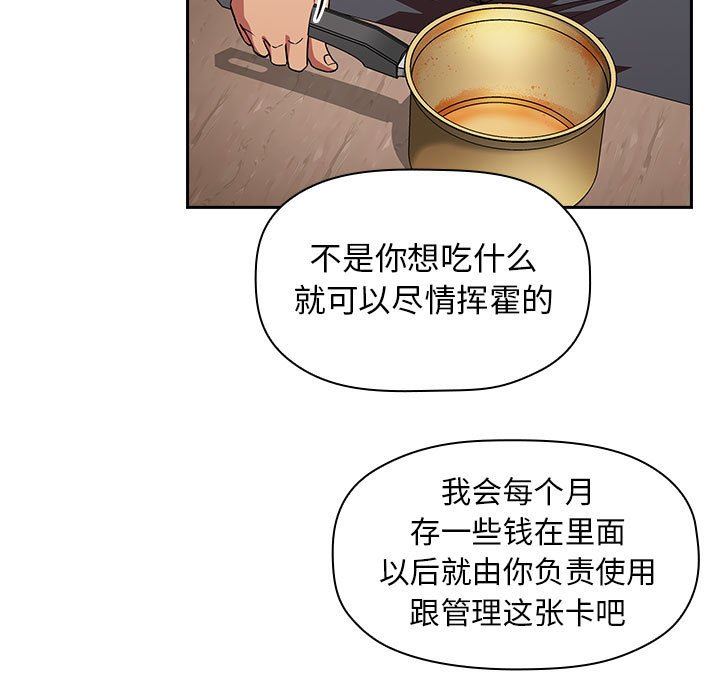 不是你想吃什么
就可以尽情挥霍的
我会每个月
存一些钱在里面
以后就由你负责使用
跟管理这张卡吧